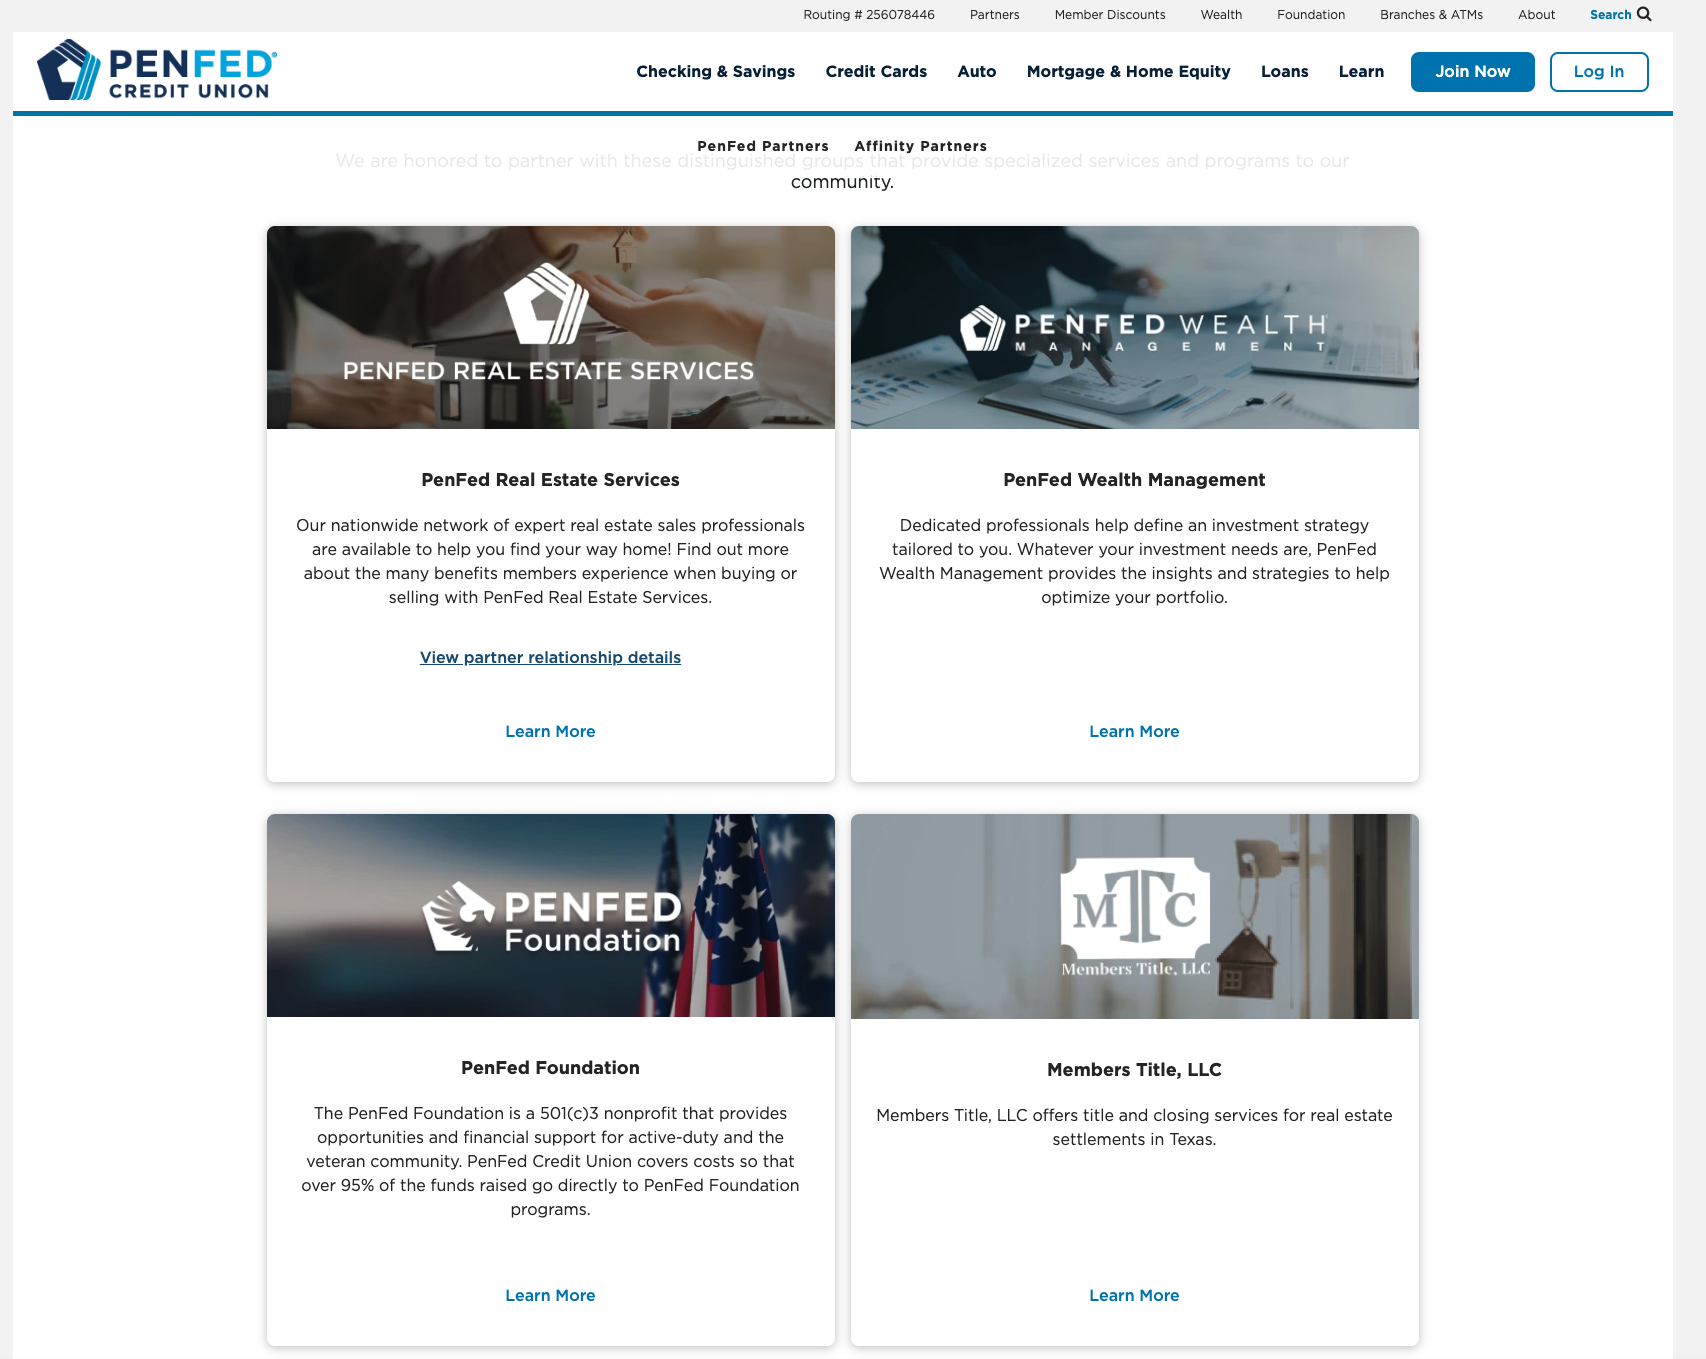 Routing # 256078446 Partners Member Discounts Wealth Foundation Branches & ATMs About Search
PENFED®
CREDIT UNION
Checking & Savings Credit Cards Auto Mortgage & Home Equity Loans Learn Join Now Log In
PenFed Partners Affinity Partners
We are honored to partner with these distinguished groups that provide specialized services and programs to our
community.
PENFED REAL ESTATE SERVICES
PenFed Real Estate Services
Our nationwide network of expert real estate sales professionals
are available to help you find your way home! Find out more
about the many benefits members experience when buying or
selling with PenFed Real Estate Services.
View partner relationship details
Learn More
PENFED WEALTH
MANAGEMENT
PenFed Wealth Management
Dedicated professionals help define an investment strategy
tailored to you. Whatever your investment needs are, PenFed
Wealth Management provides the insights and strategies to help
optimize your portfolio.
Learn More
PENFED
Foundation
PenFed Foundation
The PenFed Foundation is a 501(c)3 nonprofit that provides
opportunities and financial support for active-duty and the
veteran community. PenFed Credit Union covers costs so that
over 95% of the funds raised go directly to PenFed Foundation
programs.
Learn More
MTC
Members Title, LLC
Members Title, LLC
Members Title, LLC offers title and closing services for real estate
settlements in Texas.
Learn More